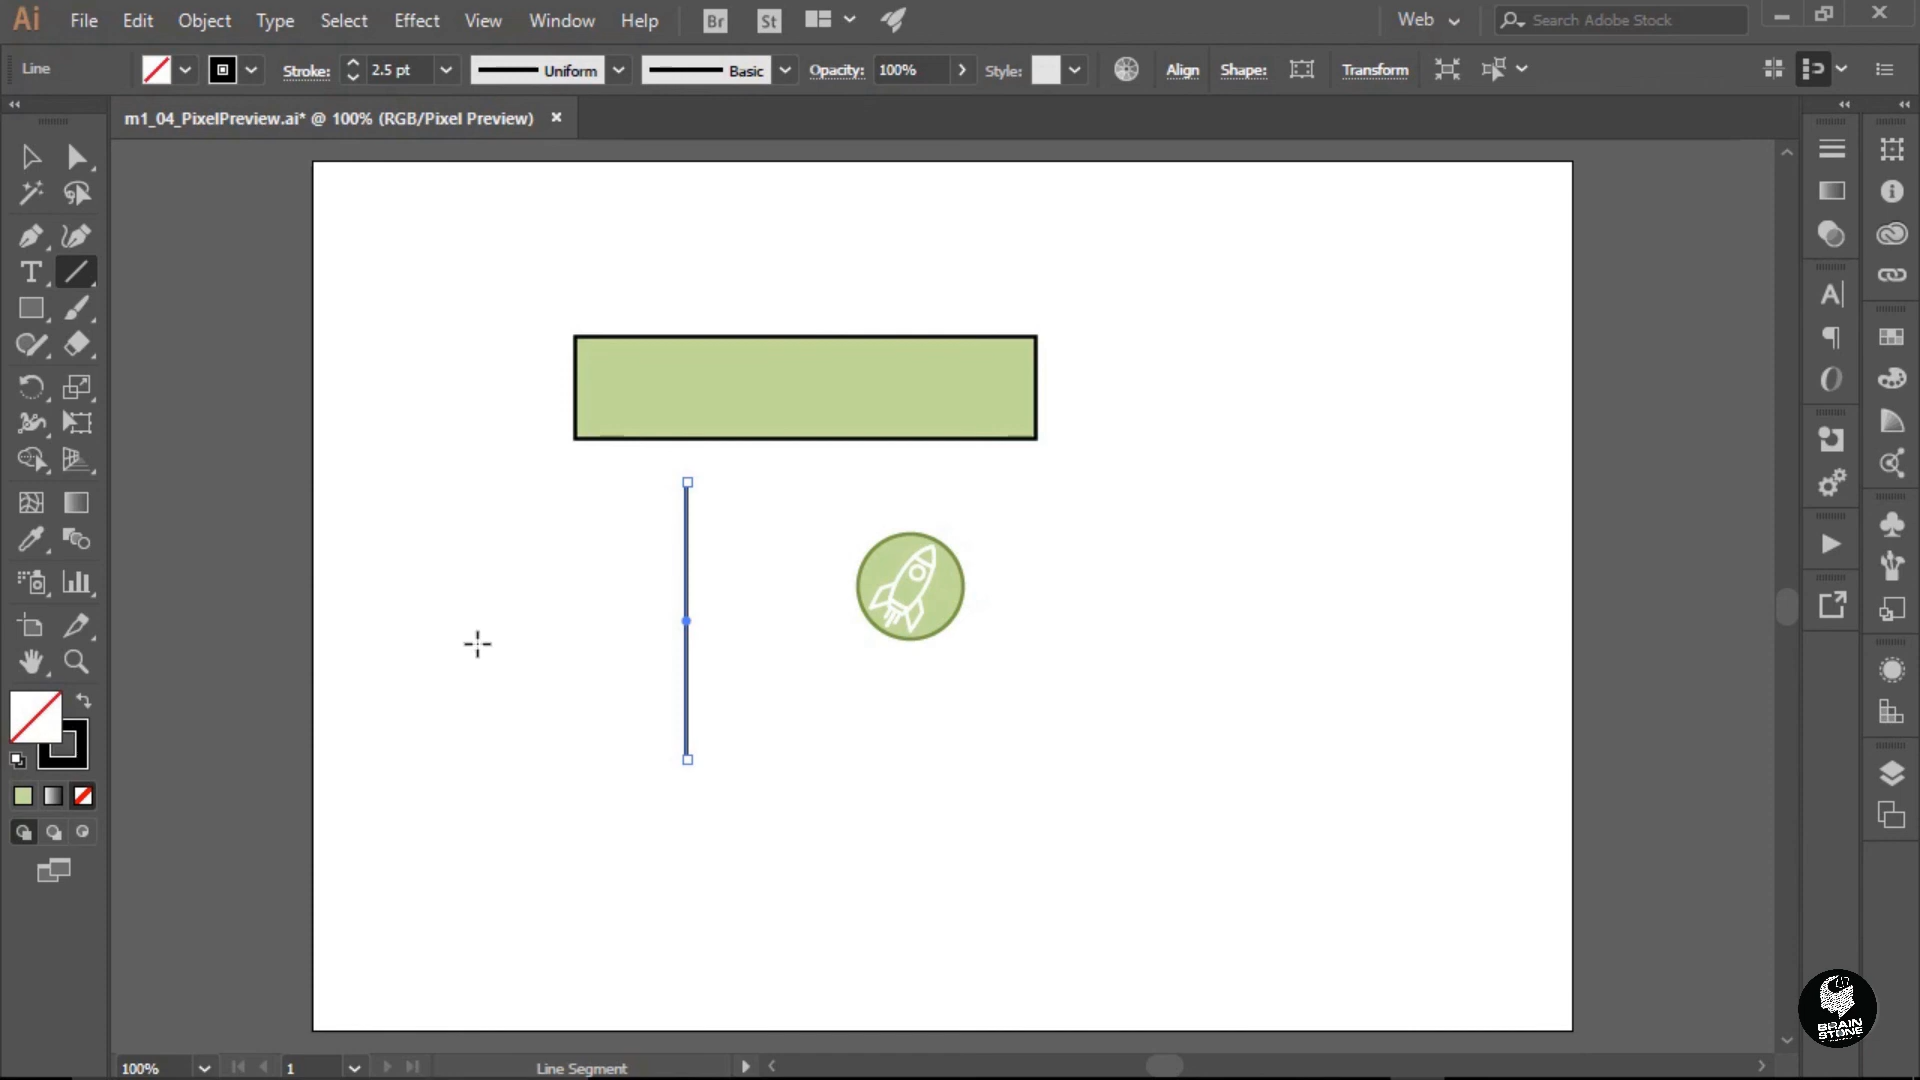 Ai File Edit Object Type Select Effect View Window Help Br St Web Search Adobe Stock
Line Stroke: 2.5 pt Uniform Basic Opacity: 100% Style: Align Shape: Transform
m1_04_PixelPreview.ai* @ 100% (RGB/Pixel Preview)
BRAIN
STONE
100% 1 Line Segment